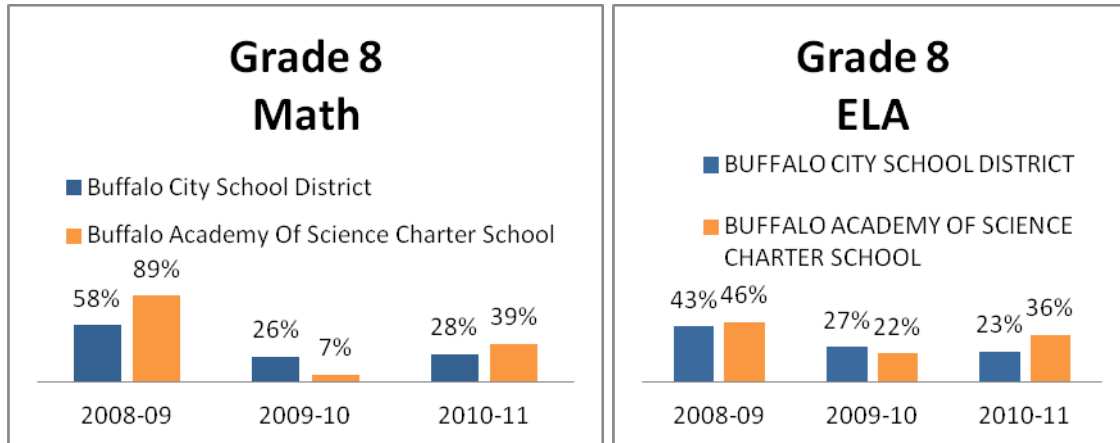 Grade 8
Math
Buffalo City School District
Buffalo Academy Of Science Charter School
89%
58%
26%
7%
28%
39%
2008-09
2009-10
2010-11
Grade 8
ELA
BUFFALO CITY SCHOOL DISTRICT
BUFFALO ACADEMY OF SCIENCE
CHARTER SCHOOL
43%
46%
27%
22%
23%
36%
2008-09
2009-10
2010-11